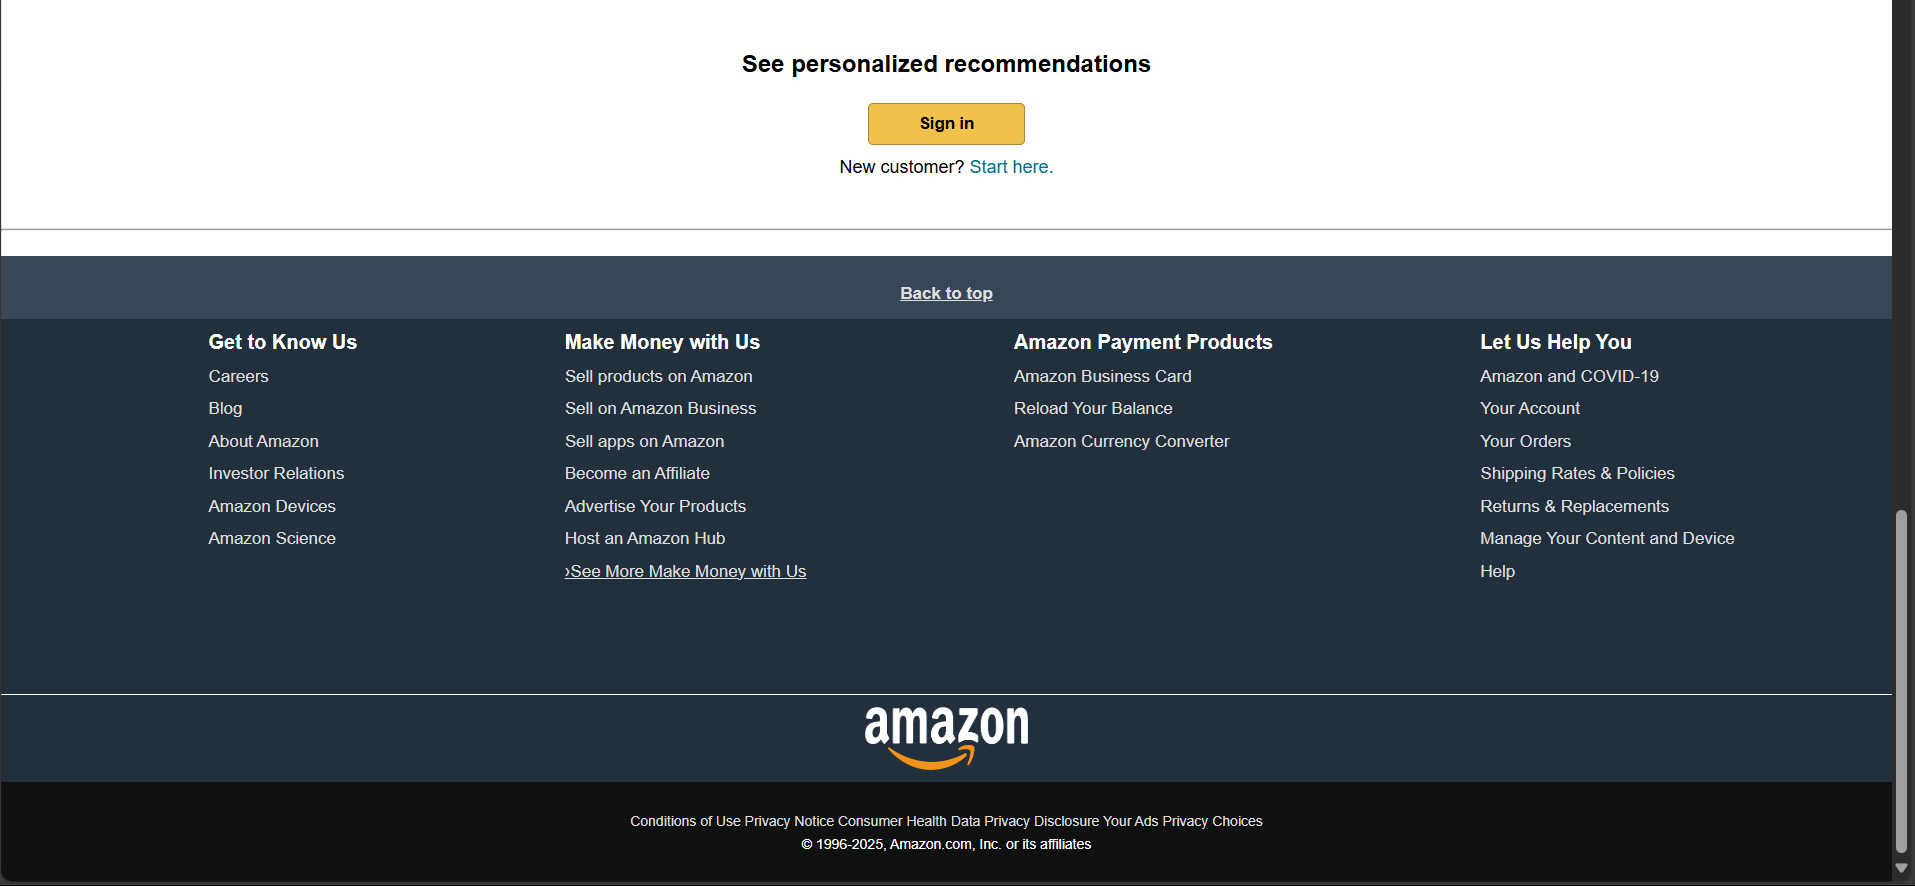 See personalized recommendations
Sign in
New customer? Start here.
Back to top
Get to Know Us
Careers
Blog
About Amazon
Investor Relations
Amazon Devices
Amazon Science
Make Money with Us
Sell products on Amazon
Sell on Amazon Business
Sell apps on Amazon
Become an Affiliate
Advertise Your Products
Host an Amazon Hub
›See More Make Money with Us
Amazon Payment Products
Amazon Business Card
Reload Your Balance
Amazon Currency Converter
Let Us Help You
Amazon and COVID-19
Your Account
Your Orders
Shipping Rates & Policies
Returns & Replacements
Manage Your Content and Device
Help
amazon
Conditions of Use Privacy Notice Consumer Health Data Privacy Disclosure Your Ads Privacy Choices
© 1996-2025, Amazon.com, Inc. or its affiliates